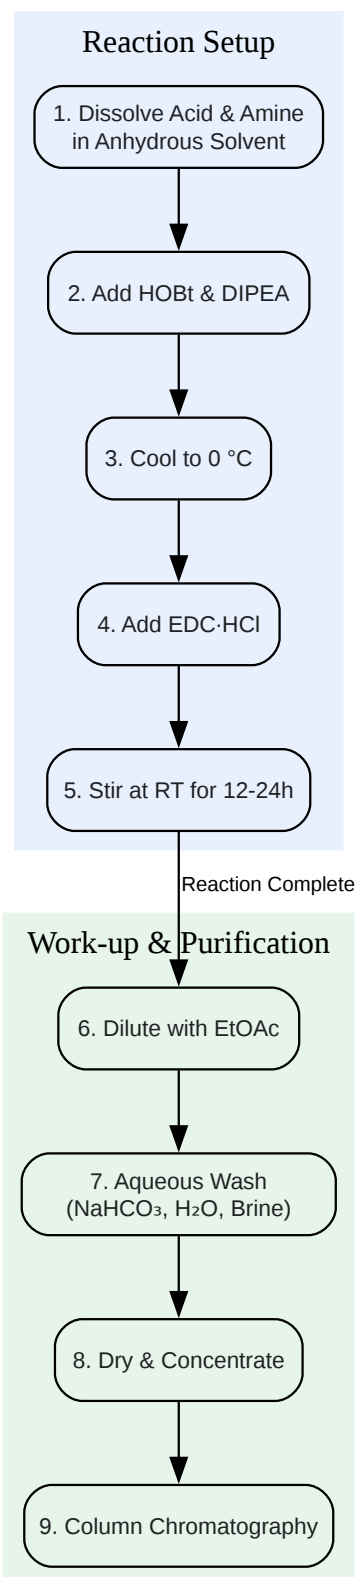 Reaction Setup
1. Dissolve Acid & Amine
in Anhydrous Solvent
2. Add HOBt & DIPEA
3. Cool to 0 °C
4. Add EDC·HCl
5. Stir at RT for 12-24h
Reaction Complete
Work-up & Purification
6. Dilute with EtOAc
7. Aqueous Wash
(NaHCO₃, H₂O, Brine)
8. Dry & Concentrate
9. Column Chromatography